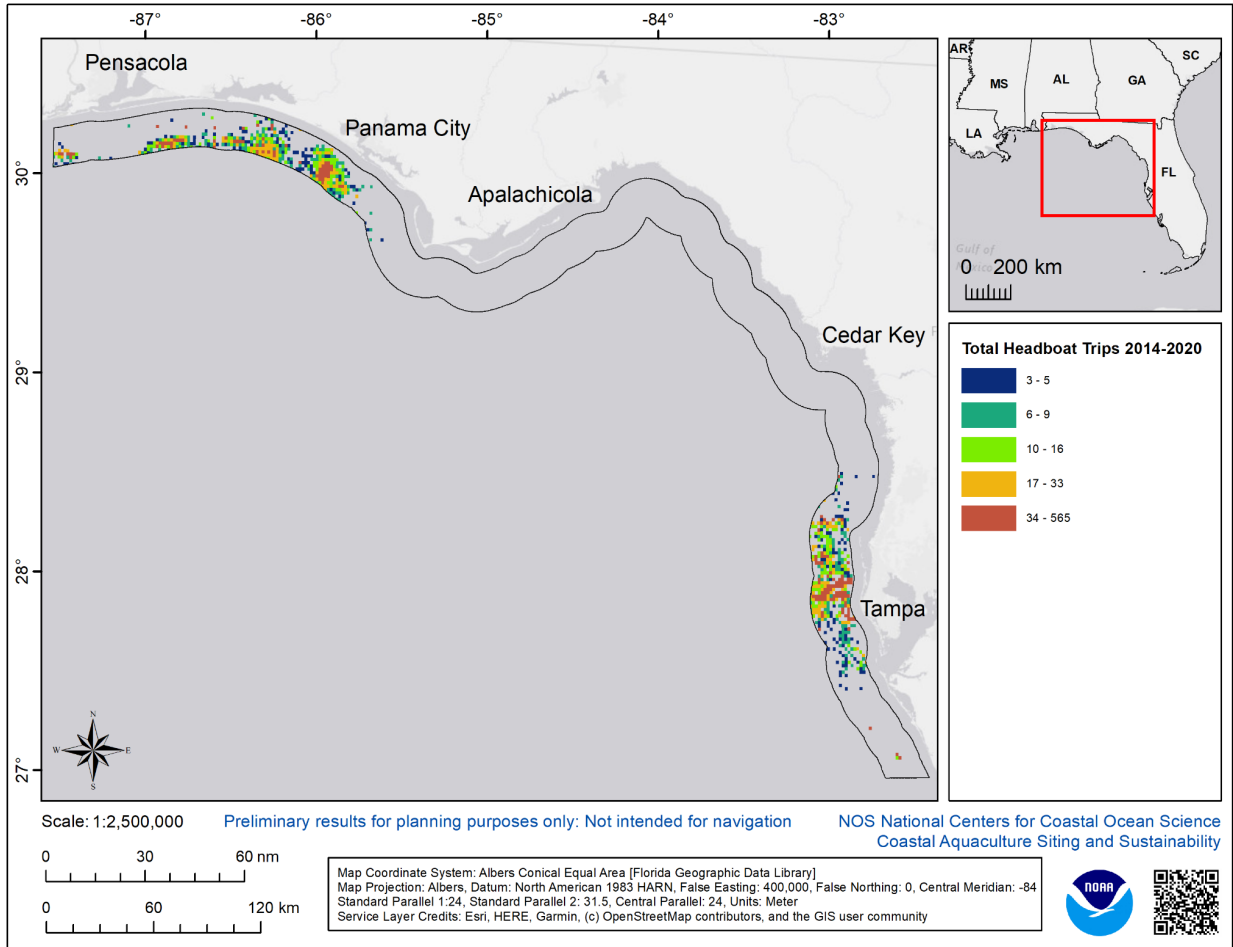 -87°
-86°
-85°
-84°
-83°
30°
29°
28°
27°
Pensacola
Panama City
Apalachicola
Cedar Key
Tampa
N
W
E
S
AR
MS
AL
GA
SC
LA
FL
Gulf of
Mexico
0 200 km
Total Headboat Trips 2014-2020
3 - 5
6 - 9
10 - 16
17 - 33
34 - 565
Scale: 1:2,500,000
Preliminary results for planning purposes only: Not intended for navigation
NOS National Centers for Coastal Ocean Science
Coastal Aquaculture Siting and Sustainability
0 30 60 nm
0 60 120 km
Map Coordinate System: Albers Conical Equal Area [Florida Geographic Data Library]
Map Projection: Albers, Datum: North American 1983 HARN, False Easting: 400,000, False Northing: 0, Central Meridian: -84
Standard Parallel 1:24, Standard Parallel 2: 31.5, Central Parallel: 24, Units: Meter
Service Layer Credits: Esri, HERE, Garmin, (c) OpenStreetMap contributors, and the GIS user community
NOAA